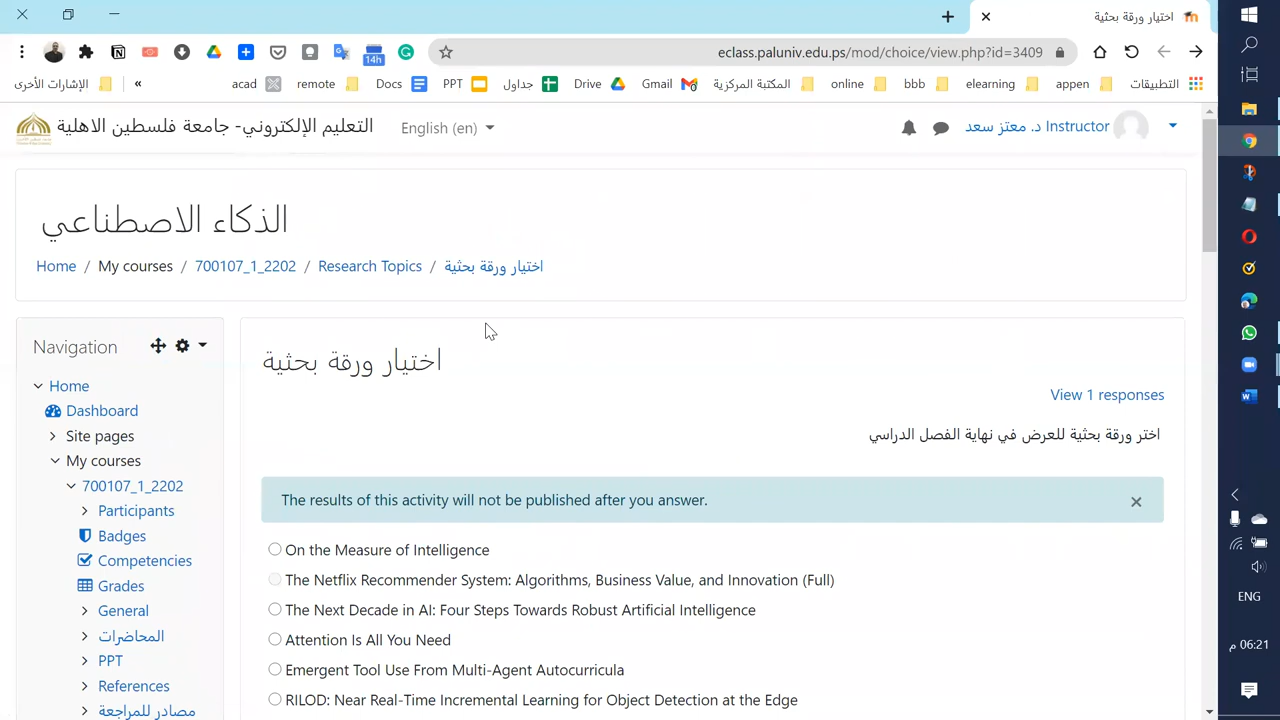 اختيار ورقة بحثية
eclass.paluniv.edu.ps/mod/choice/view.php?id=3409
14h
التطبيقات
appen
elearning
bbb
online
المكتبة المركزية
Gmail
Drive
جداول
PPT
Docs
remote
acad
«
الإشارات الأخرى
التعليم الإلكتروني- جامعة فلسطين الاهلية
English (en)
د. معتز سعد Instructor
الذكاء الاصطناعي
Home / My courses / 700107_1_2202 / Research Topics / اختيار ورقة بحثية
Navigation
Home
Dashboard
Site pages
My courses
700107_1_2202
Participants
Badges
Competencies
Grades
General
المحاضرات
PPT
References
مصادر للمراجعة
اختيار ورقة بحثية
View 1 responses
اختر ورقة بحثية للعرض في نهاية الفصل الدراسي
The results of this activity will not be published after you answer.
On the Measure of Intelligence
The Netflix Recommender System: Algorithms, Business Value, and Innovation (Full)
The Next Decade in AI: Four Steps Towards Robust Artificial Intelligence
Attention Is All You Need
Emergent Tool Use From Multi-Agent Autocurricula
RILOD: Near Real-Time Incremental Learning for Object Detection at the Edge
ENG
06:21 م